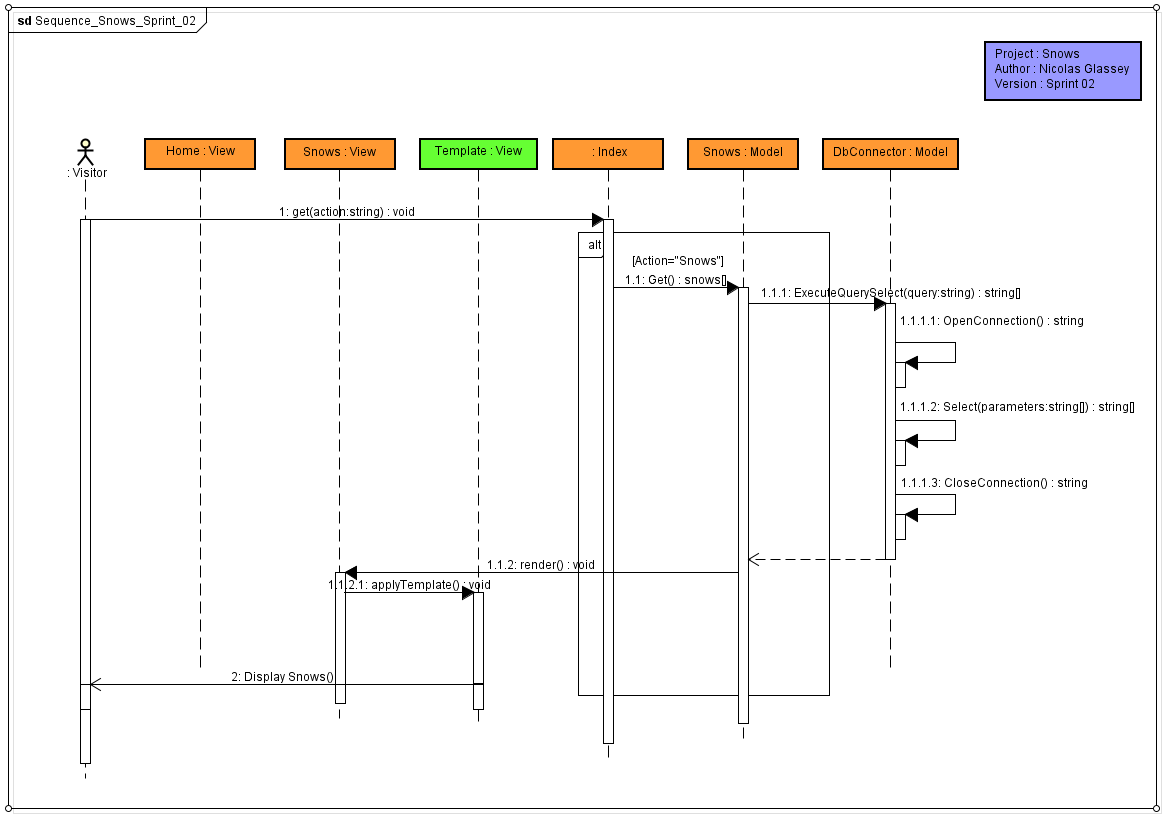 sd Sequence_Snows_Sprint_02
Project : Snows
Author : Nicolas Glassey
Version : Sprint 02
: Visitor
Home : View
Snows : View
Template : View
: Index
Snows : Model
DbConnector : Model
1: get(action:string) : void
alt
[Action="Snows"]
1.1: Get() : snows[]
1.1.1: ExecuteQuerySelect(query:string) : string[]
1.1.1.1: OpenConnection() : string
1.1.1.2: Select(parameters:string[]) : string[]
1.1.1.3: CloseConnection() : string
1.1.2: render() : void
1.1.2.1: applyTemplate() : void
2: Display Snows()